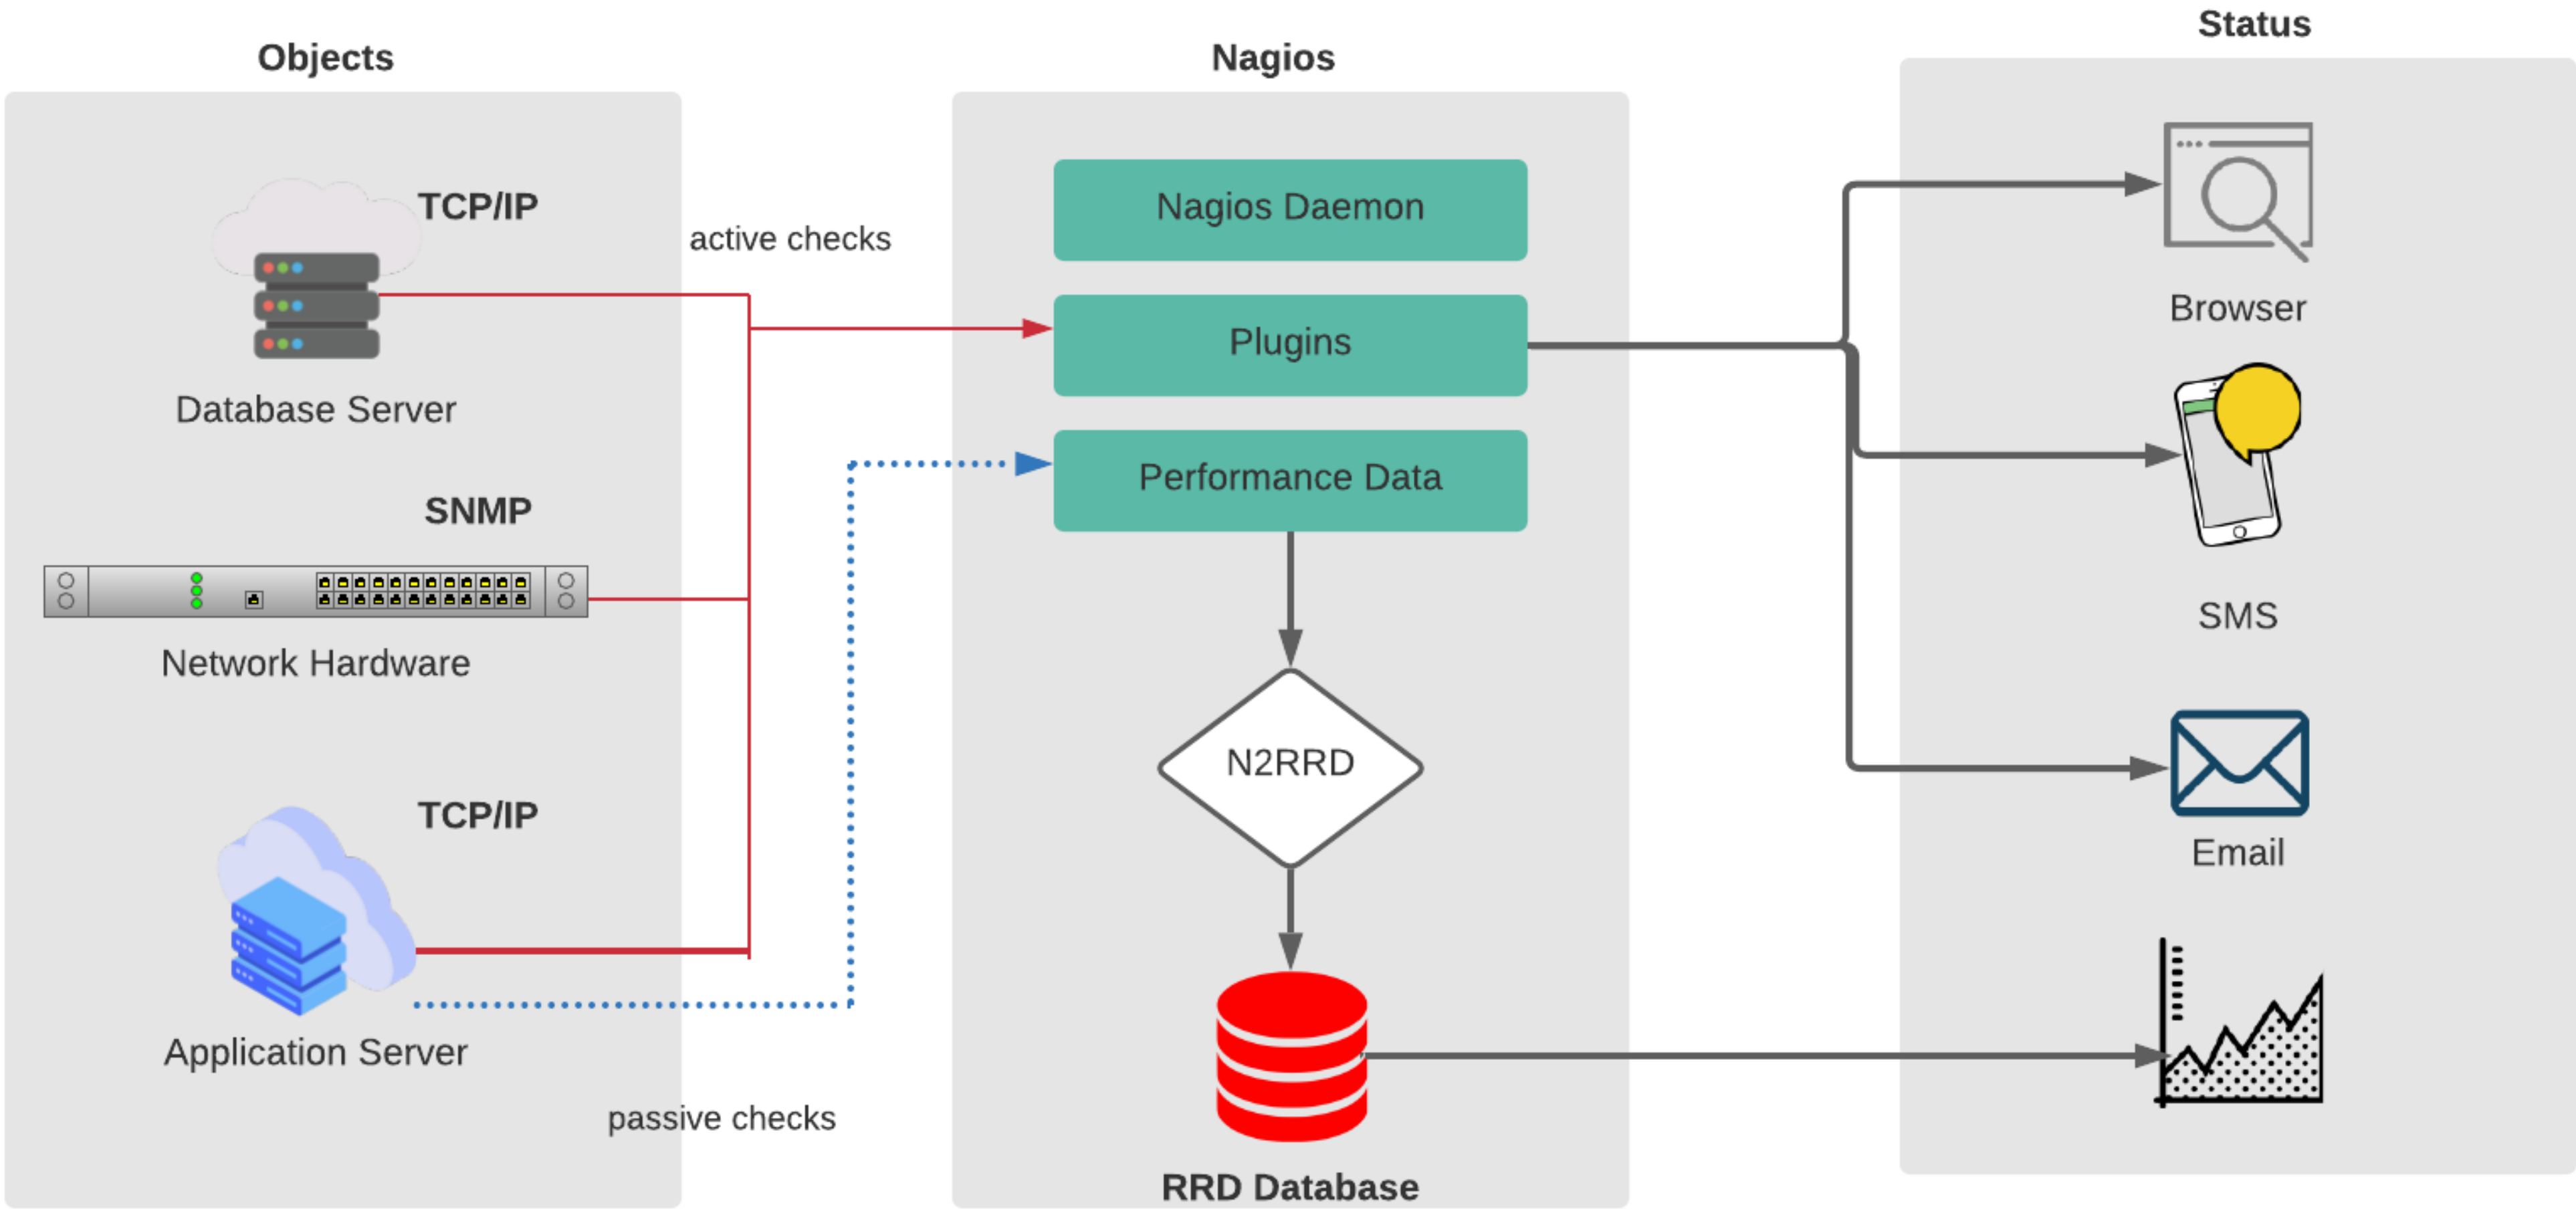 Objects
TCP/IP
Database Server
SNMP
Network Hardware
TCP/IP
Application Server
active checks
passive checks
Nagios
Nagios Daemon
Plugins
Performance Data
N2RRD
RRD Database
Status
Browser
SMS
Email